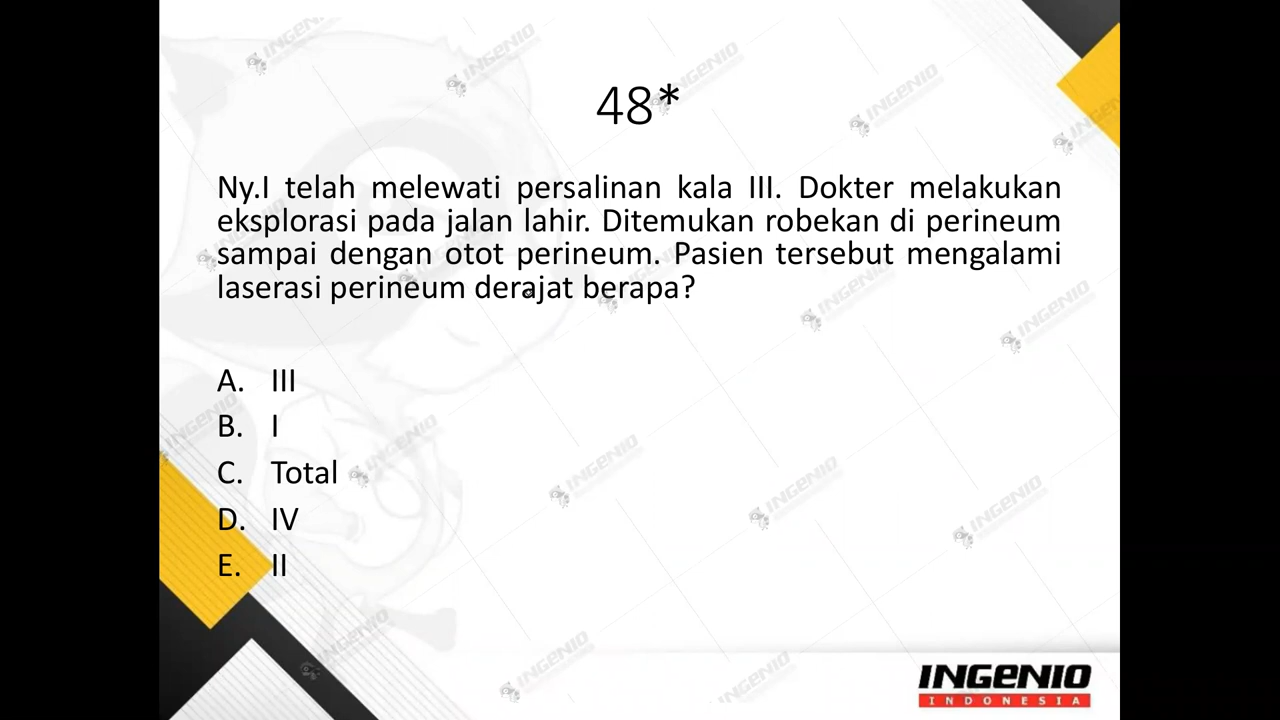 48*
Ny.I telah melewati persalinan kala III. Dokter melakukan
eksplorasi pada jalan lahir. Ditemukan robekan di perineum
sampai dengan otot perineum. Pasien tersebut mengalami
laserasi perineum derajat berapa?
A. III
B. I
C. Total
D. IV
E. II
INGENIO
INDONESIA